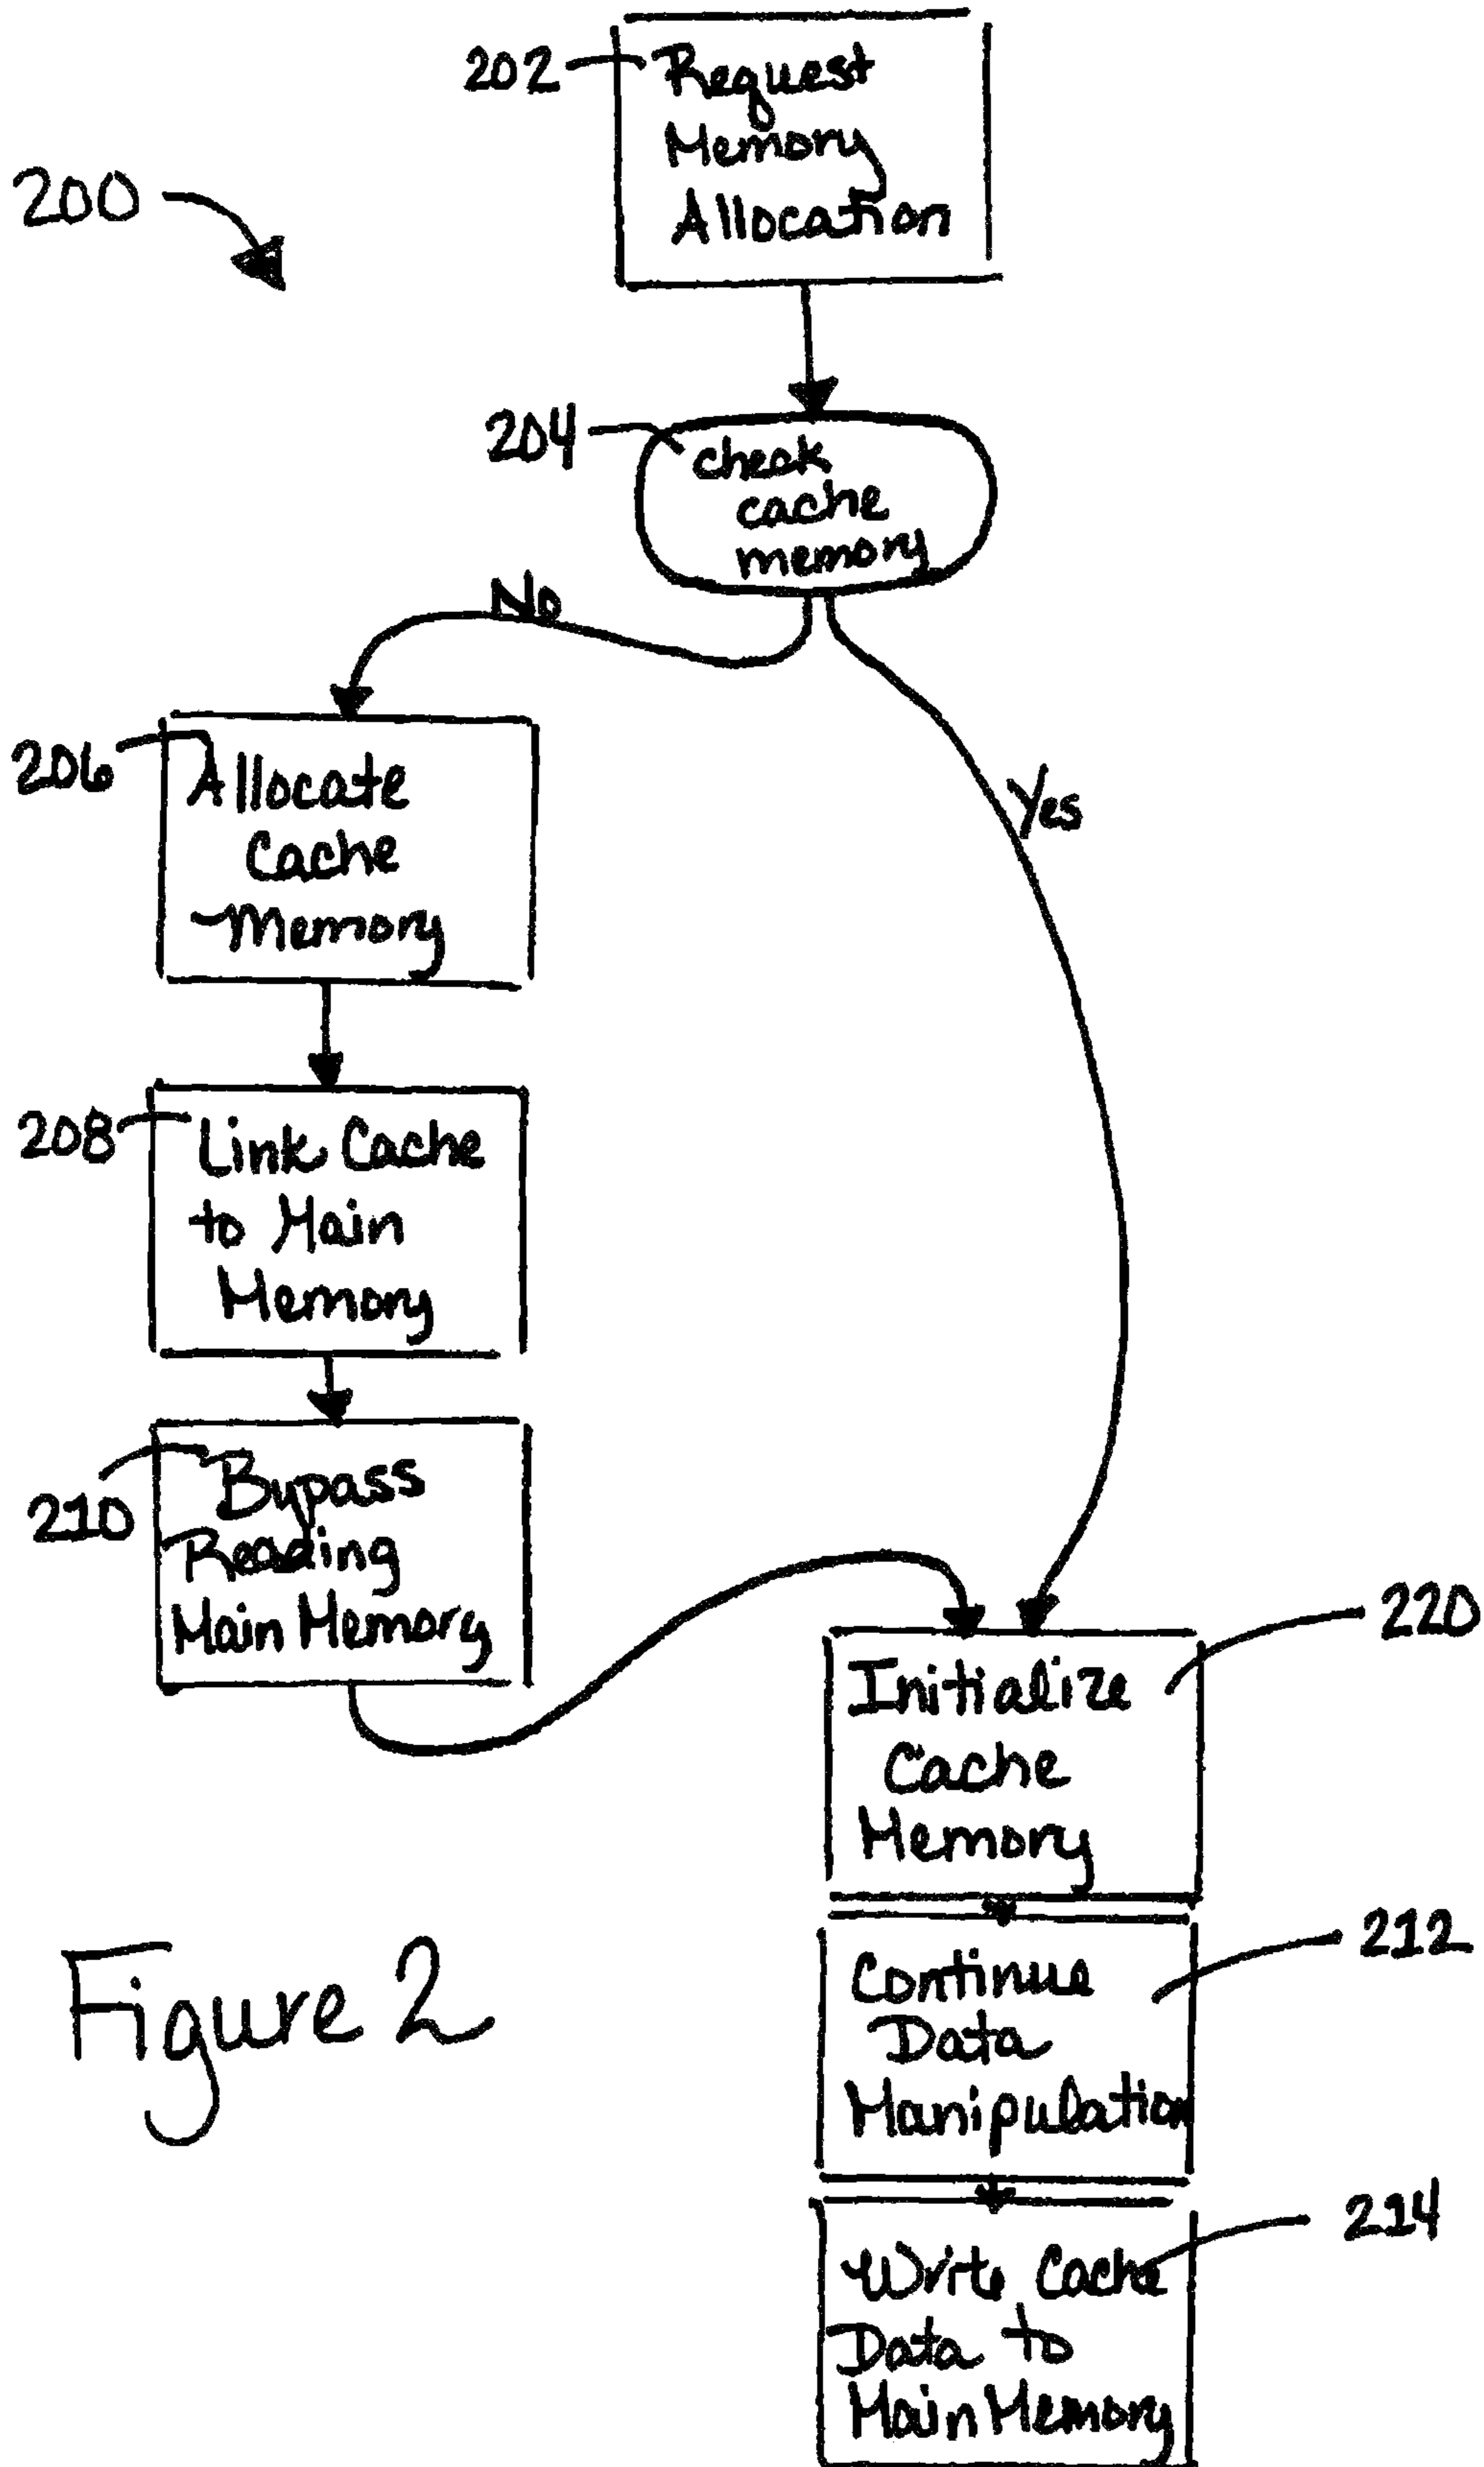 202
Request
Memory
Allocation
200
204
check
cache
memory
No
Yes
206
Allocate
Cache
Memory
208
Link Cache
to Main
Memory
210
Bypass
Reading
Main Memory
220
Initialize
Cache
Memory
212
Continue
Data
Manipulation
214
Write Cache
Data to
Main Memory
Figure 2